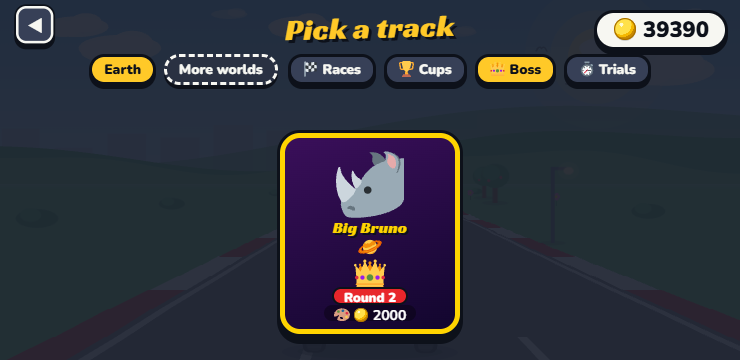 Pick a track
39390
Earth
More worlds
Races
Cups
Boss
Trials
Big Bruno
Round 2
2000